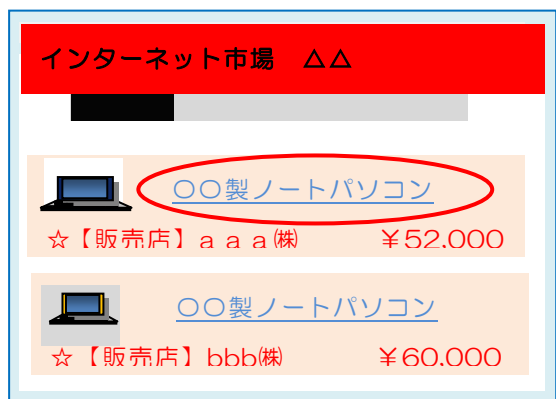 インターネット市場　△△
〇〇製ノートパソコン
☆【販売店】ａａａ㈱　￥52,000
〇〇製ノートパソコン
☆【販売店】bbb㈱　￥60,000